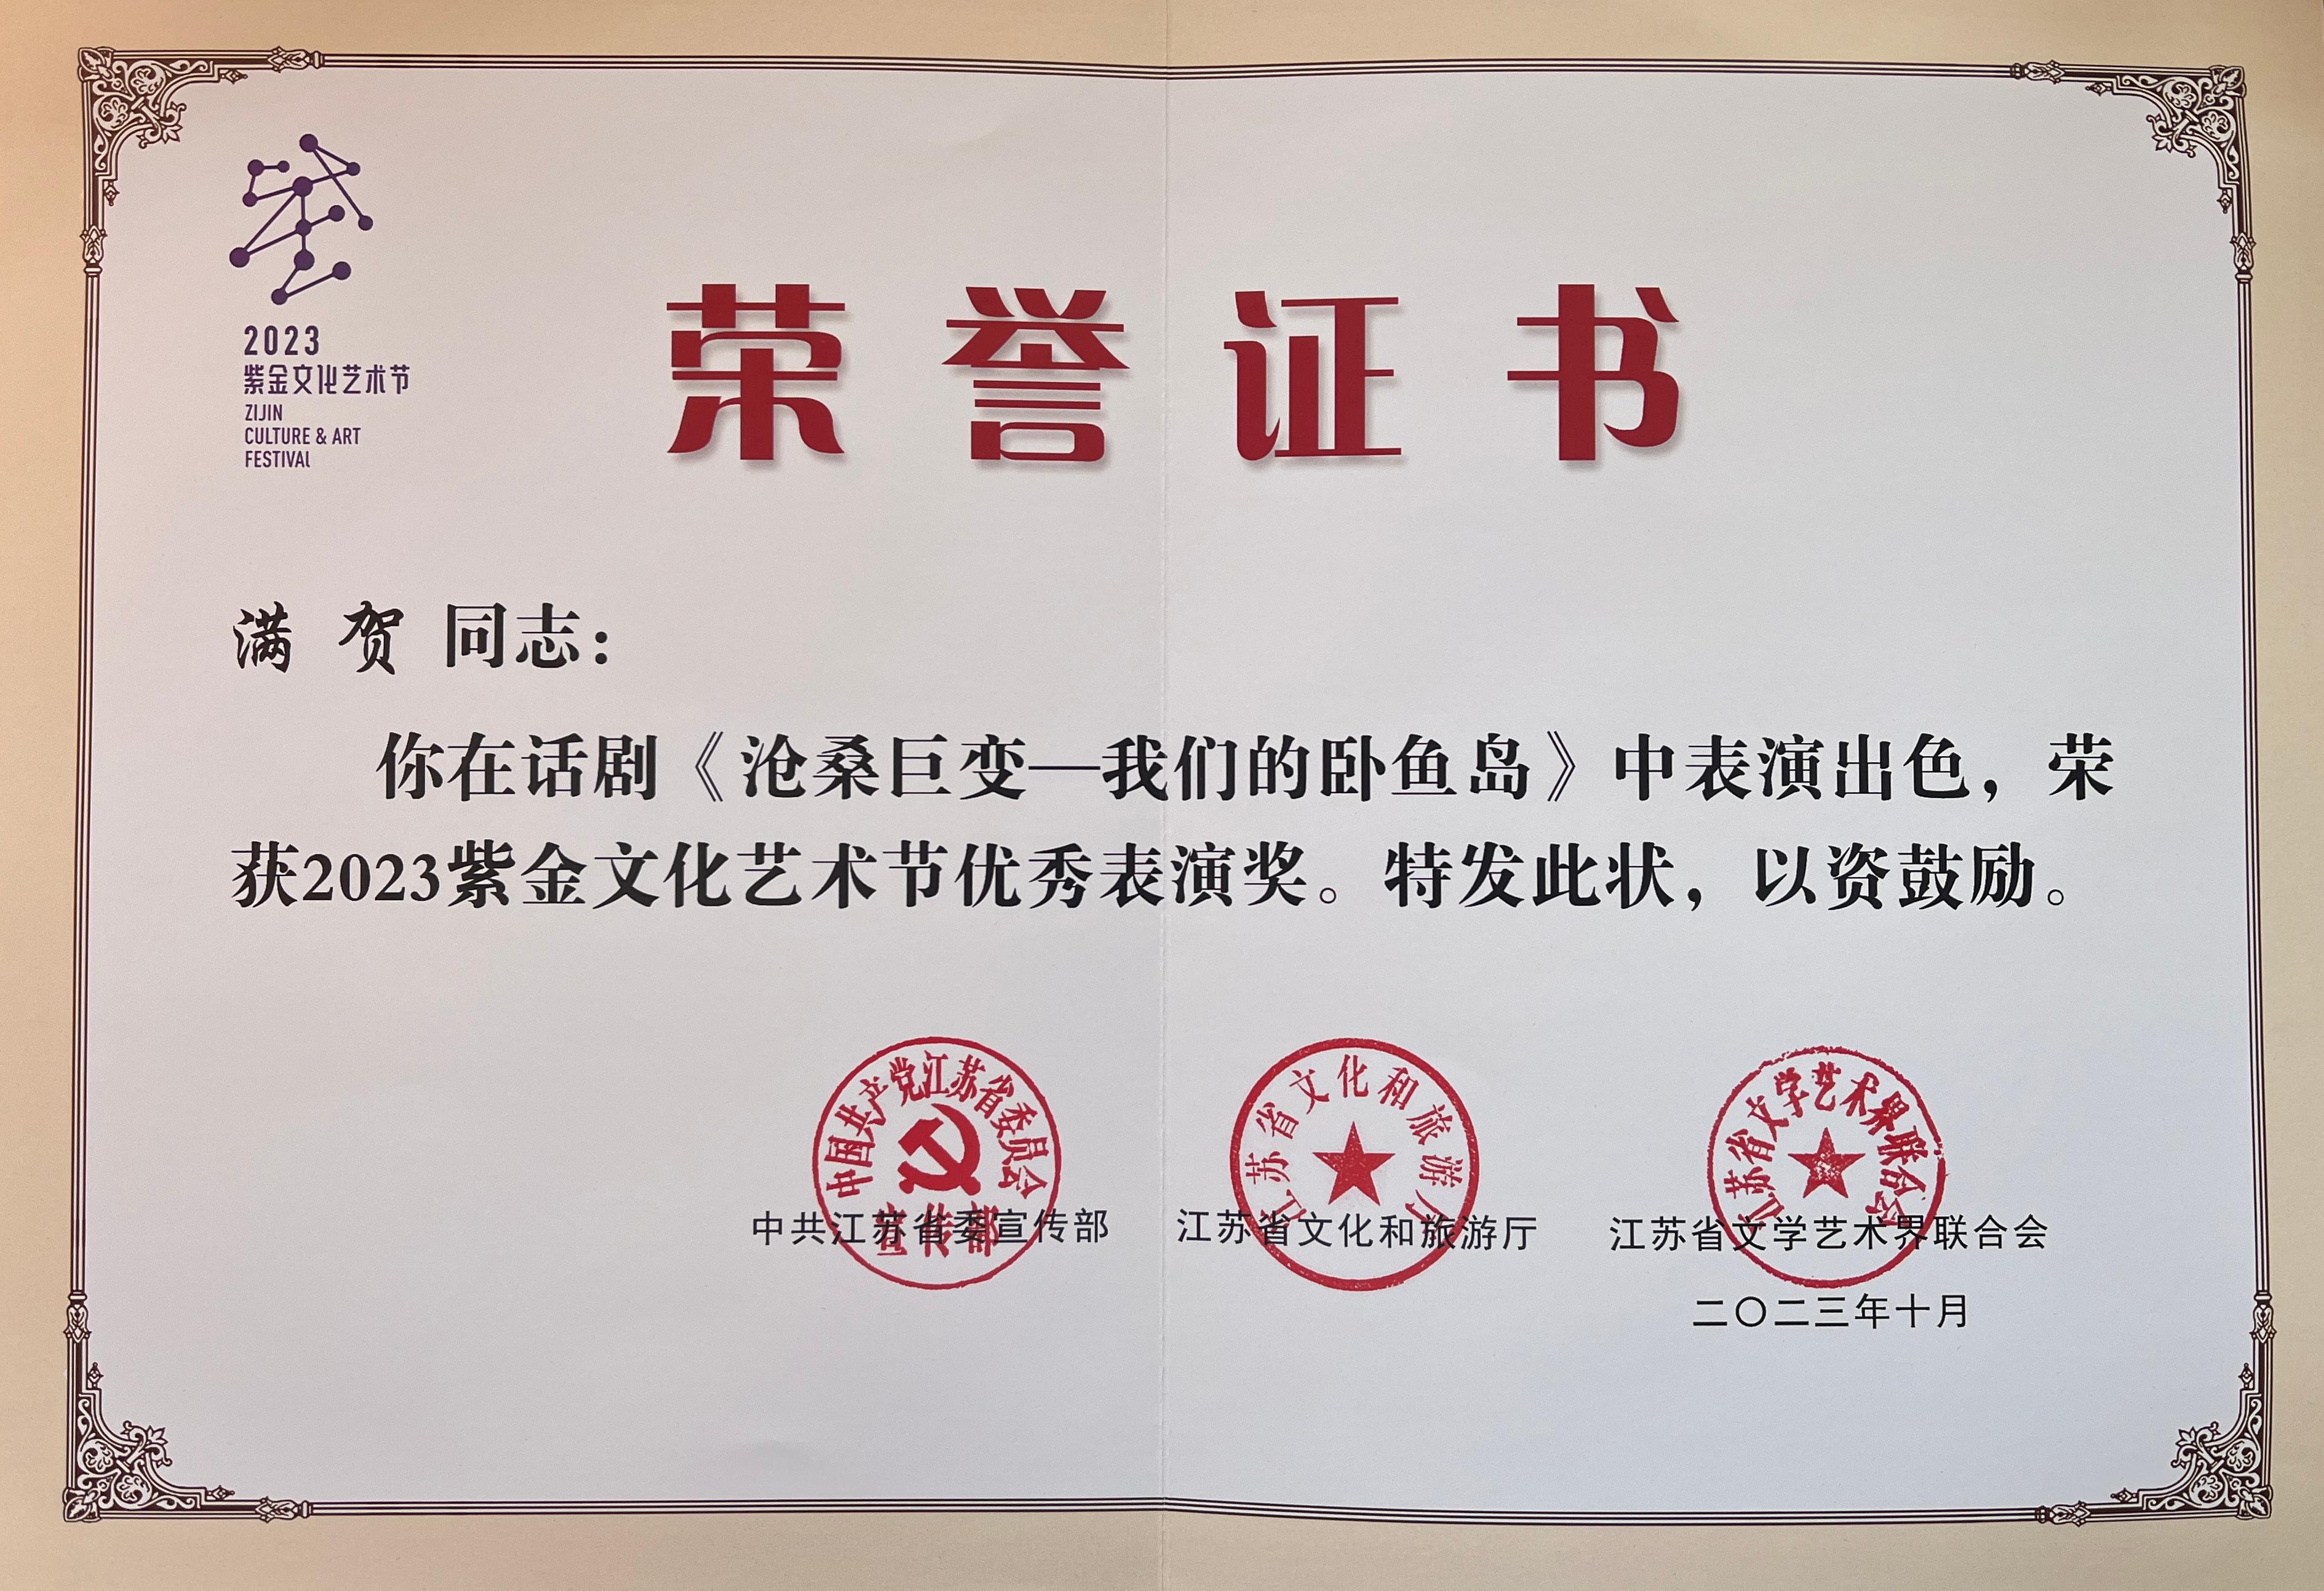 2023
紫金文化艺术节
ZIJIN
CULTURE & ART
FESTIVAL
荣誉证书
满 贺 同志：
你在话剧《沧桑巨变—我们的卧鱼岛》中表演出色，荣
获2023紫金文化艺术节优秀表演奖。特发此状，以资鼓励。
中国共产党江苏省委员会
宣传部
江苏省文化和旅游厅
江苏省文学艺术界联合会
中共江苏省委宣传部 江苏省文化和旅游厅 江苏省文学艺术界联合会
二〇二三年十月